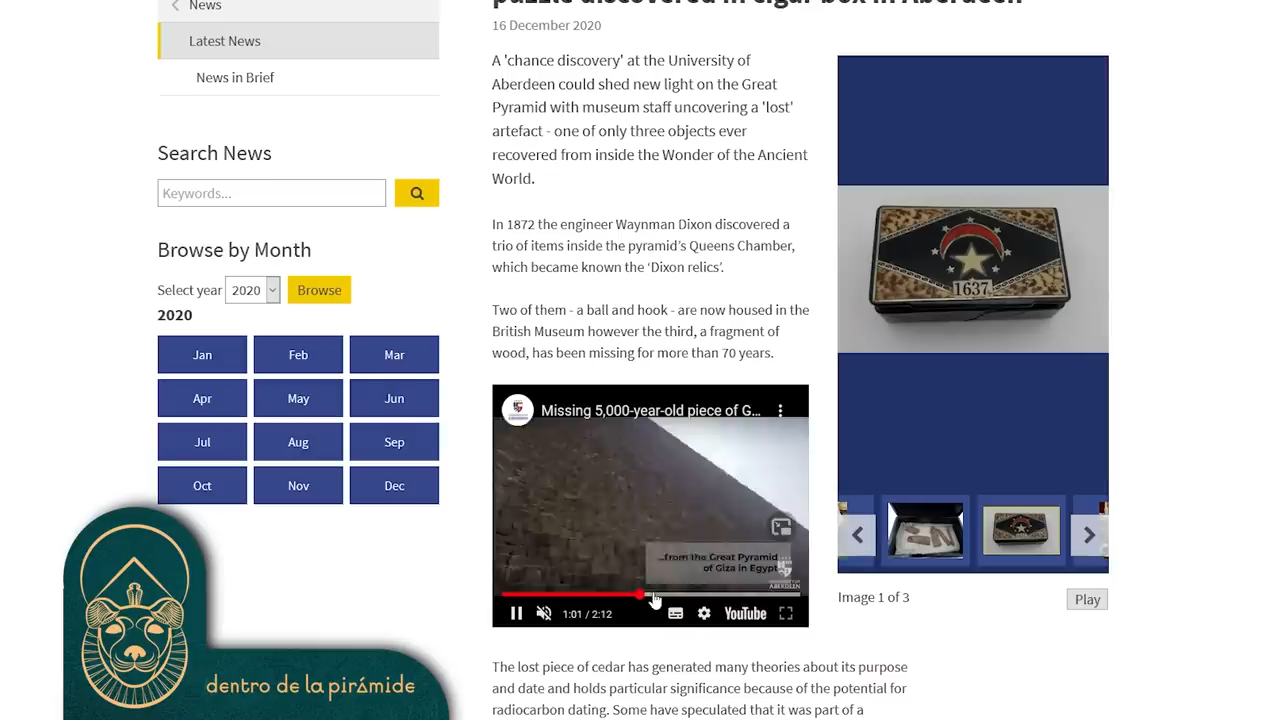 News
Latest News
News in Brief
Search News
Keywords...
Browse by Month
Select year 2020 Browse
2020
Jan Feb Mar
Apr May Jun
Jul Aug Sep
Oct Nov Dec
puzzle discovered in cigar box in Aberdeen
16 December 2020
A 'chance discovery' at the University of
Aberdeen could shed new light on the Great
Pyramid with museum staff uncovering a 'lost'
artefact - one of only three objects ever
recovered from inside the Wonder of the Ancient
World.
In 1872 the engineer Waynman Dixon discovered a
trio of items inside the pyramid's Queens Chamber,
which became known the 'Dixon relics'.
Two of them - a ball and hook - are now housed in the
British Museum however the third, a fragment of
wood, has been missing for more than 70 years.
Missing 5,000-year-old piece of G...
...from the Great Pyramid
of Giza in Egypt
1:01 / 2:12
YouTube
The lost piece of cedar has generated many theories about its purpose
and date and holds particular significance because of the potential for
radiocarbon dating. Some have speculated that it was part of a
1637
Image 1 of 3
Play
dentro de la pirámide